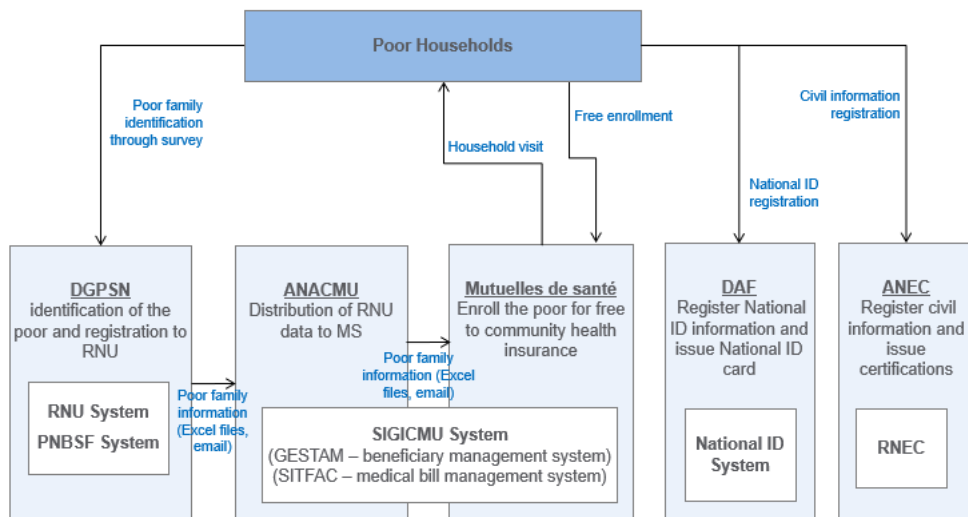 Poor Households
Poor family
identification
through survey
Household visit
Free enrollment
National ID
registration
Civil information
registration
DGPSN
identification of the
poor and registration to
RNU
RNU System
PNBSF System
Poor family
information
(Excel files,
email)
ANACMU
Distribution of RNU
data to MS
Poor family
information (Excel
files, email)
Mutuelles de santé
Enroll the poor for free
to community health
insurance
SIGICMU System
(GESTAM – beneficiary management system)
(SITFAC – medical bill management system)
DAF
Register National
ID information and
issue National ID
card
National ID
System
ANEC
Register civil
information and
issue
certifications
RNEC